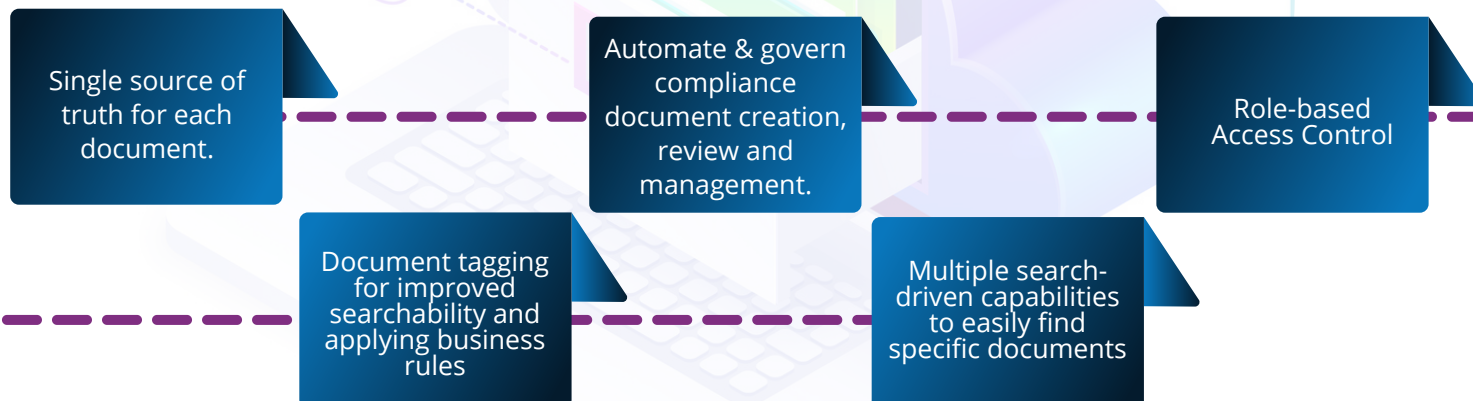 Single source of
truth for each
document.
Automate & govern
compliance
document creation,
review and
management.
Role-based
Access Control
Document tagging
for improved
searchability and
applying business
rules
Multiple search-
driven capabilities
to easily find
specific documents